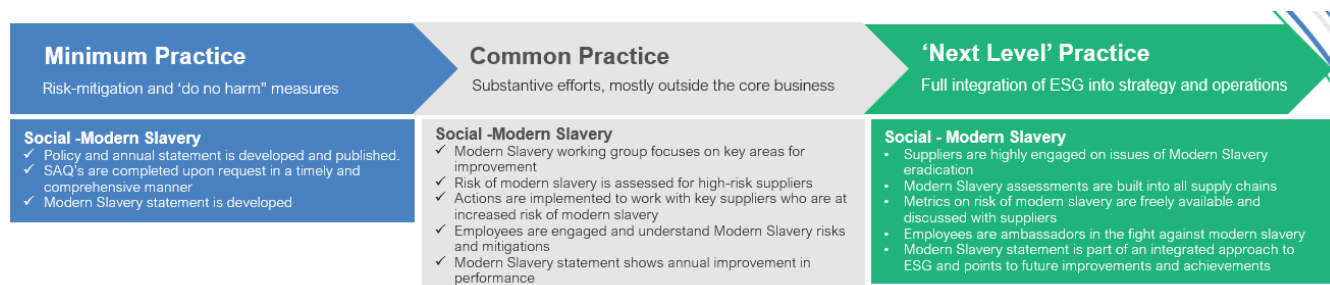 Minimum Practice
Risk-mitigation and ‘do no harm” measures
Common Practice
Substantive efforts, mostly outside the core business
‘Next Level’ Practice
Full integration of ESG into strategy and operations
Social -Modern Slavery
✓ Policy and annual statement is developed and published.
✓ SAQ’s are completed upon request in a timely and
comprehensive manner
✓ Modern Slavery statement is developed
Social -Modern Slavery
✓ Modern Slavery working group focuses on key areas for
improvement
✓ Risk of modern slavery is assessed for high-risk suppliers
✓ Actions are implemented to work with key suppliers who are at
increased risk of modern slavery
✓ Employees are engaged and understand Modern Slavery risks
and mitigations
✓ Modern Slavery statement shows annual improvement in
performance
Social - Modern Slavery
• Suppliers are highly engaged on issues of Modern Slavery
eradication
• Modern Slavery assessments are built into all supply chains
• Metrics on risk of modern slavery are freely available and
discussed with suppliers
• Employees are ambassadors in the fight against modern slavery
• Modern Slavery statement is part of an integrated approach to
ESG and points to future improvements and achievements